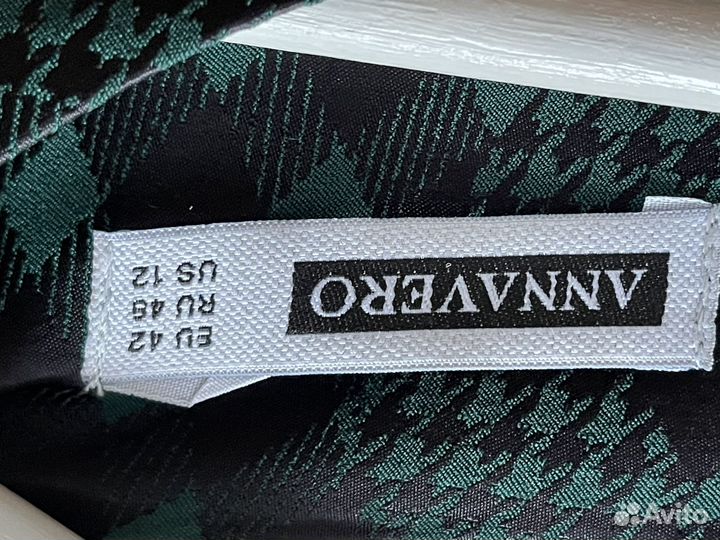 ANNAVERO
EU 42
RU 48
US 12
Avito